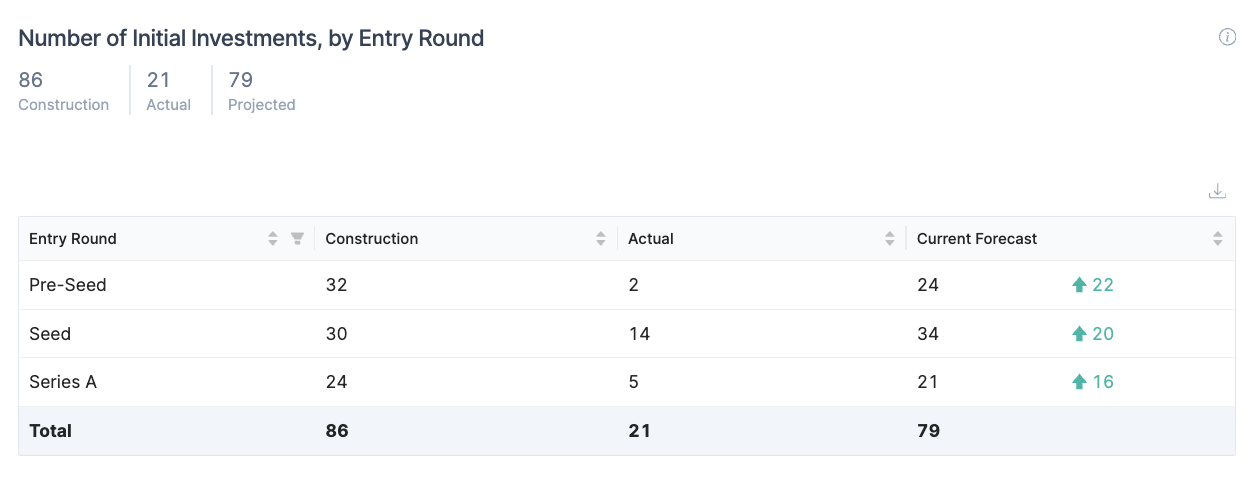 Number of Initial Investments, by Entry Round
86 21 79
Construction Actual Projected
Entry Round Construction Actual Current Forecast
Pre-Seed 32 2 24 22
Seed 30 14 34 20
Series A 24 5 21 16
Total 86 21 79